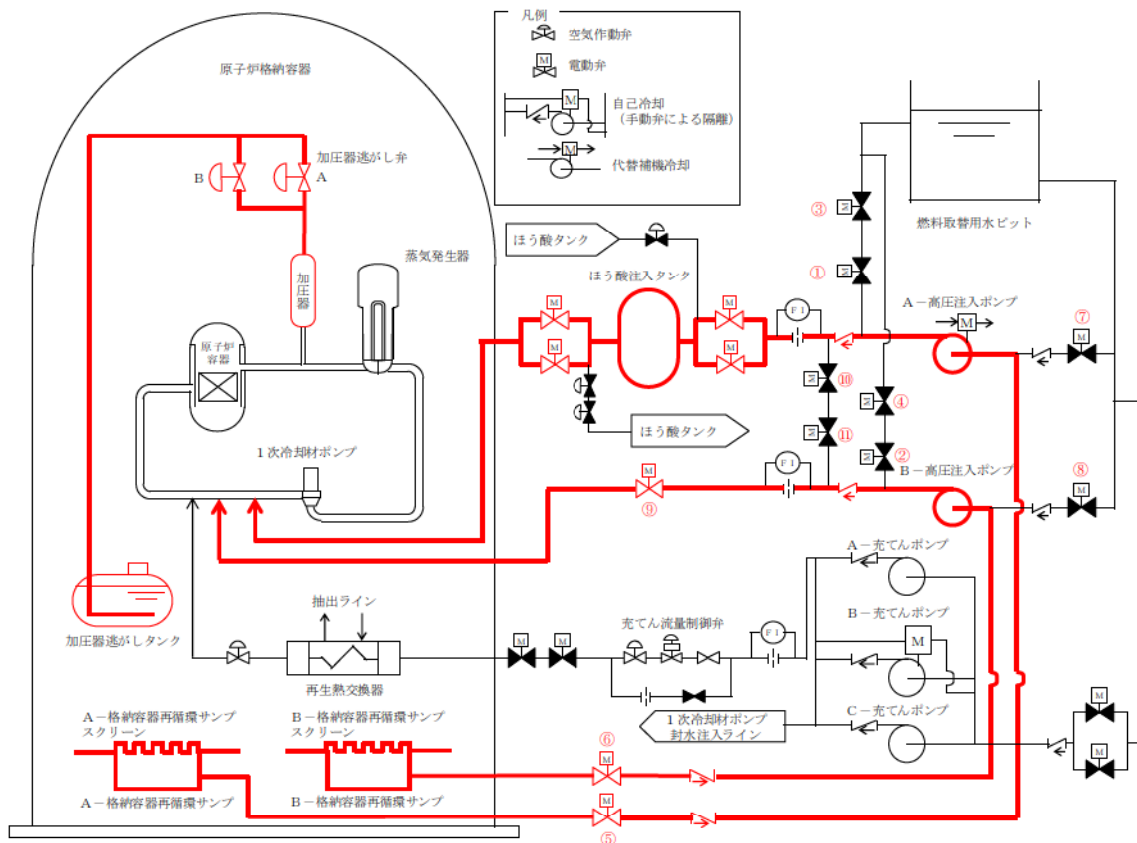 凡例
空気作動弁
M
電動弁
M
自己冷却
（手動弁による隔離）
M
代替補機冷却
原子炉格納容器
加圧器逃がし弁
B
A
加圧器
蒸気発生器
原子炉
容器
1次冷却材ポンプ
加圧器逃がしタンク
ほう酸タンク
ほう酸注入タンク
M
M
M
M
FI
ほう酸タンク
M
③
M
①
燃料取替用水ピット
A－高圧注入ポンプ
M
M
⑦
M
⑩
M
④
M
⑪
M
②
B－高圧注入ポンプ
M
⑨
FI
M
⑧
抽出ライン
再生熱交換器
M
M
充てん流量制御弁
FI
A－充てんポンプ
B－充てんポンプ
M
C－充てんポンプ
1次冷却材ポンプ
封水注入ライン
M
M
A－格納容器再循環サンプ
スクリーン
B－格納容器再循環サンプ
スクリーン
⑥
M
A－格納容器再循環サンプ
B－格納容器再循環サンプ
M
⑤